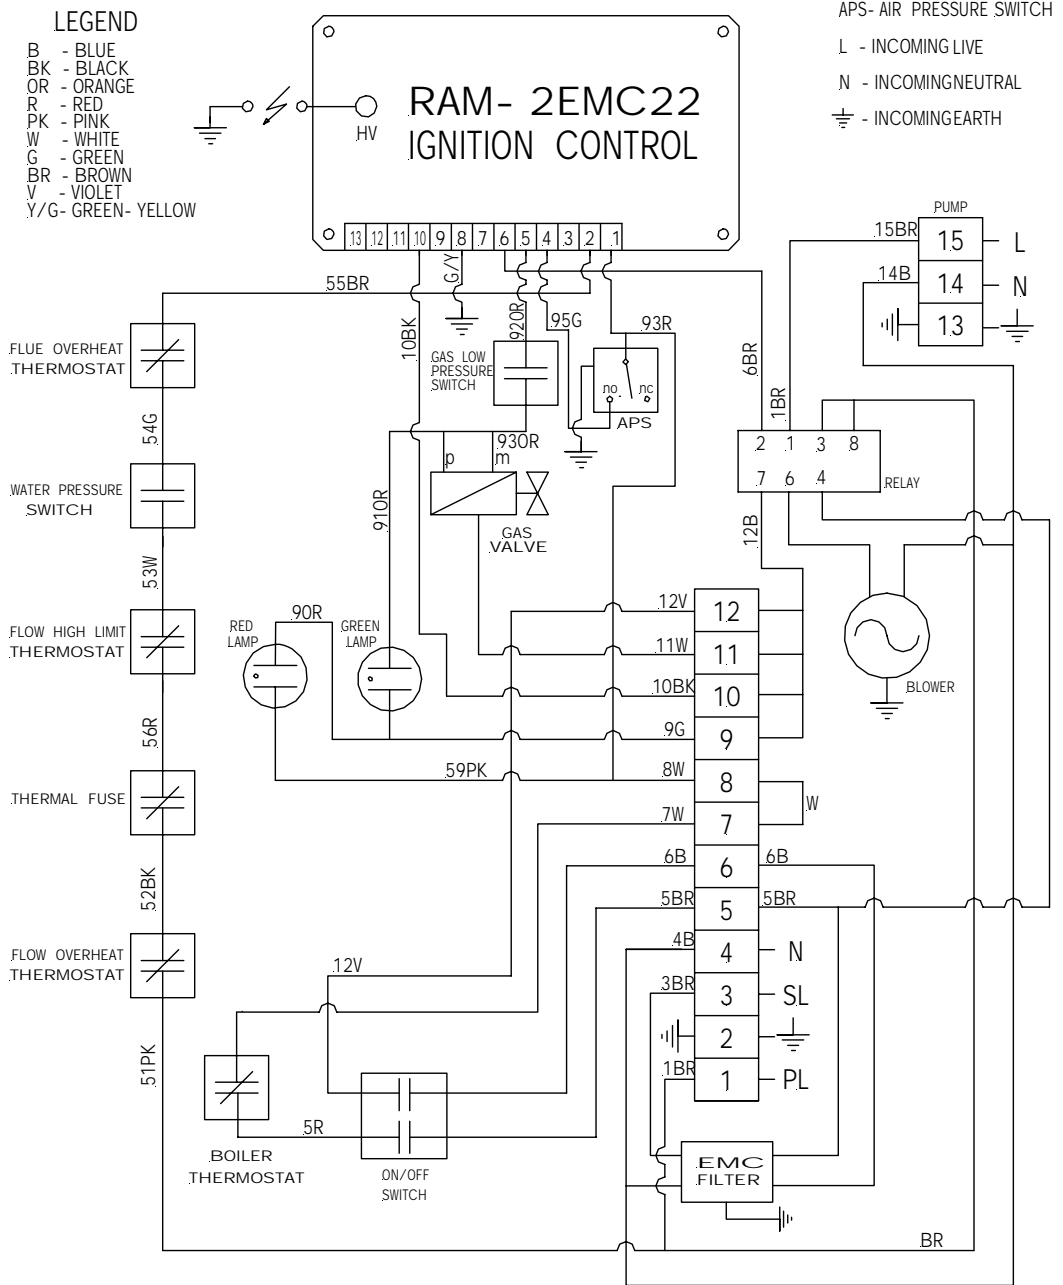 LEGEND
B - BLUE
BK - BLACK
OR - ORANGE
R - RED
PK - PINK
W - WHITE
G - GREEN
BR - BROWN
V - VIOLET
Y/G- GREEN- YELLOW
APS- AIR PRESSURE SWITCH
L - INCOMING LIVE
N - INCOMING NEUTRAL
- INCOMING EARTH
RAM- 2EMC22
IGNITION CONTROL
HV
13 12 11 10 9 8 7 6 5 4 3 2 1
PUMP
15BR
15
L
14B
14
N
13
55BR
G/Y
10BK
920R
95G
93R
6BR
1BR
FLUE OVERHEAT
THERMOSTAT
GAS LOW
PRESSURE
SWITCH
no
nc
APS
54G
930R
p
m
2 1 3 8
7 6 4
RELAY
WATER PRESSURE
SWITCH
910R
GAS
VALVE
12B
53W
90R
12V
12
RED
LAMP
GREEN
LAMP
FLOW HIGH LIMIT
THERMOSTAT
11W
11
BLOWER
10BK
10
56R
9G
9
59PK
8W
8
THERMAL FUSE
W
7W
7
6B
6
6B
52BK
5BR
5
5BR
FLOW OVERHEAT
THERMOSTAT
4B
4
N
12V
3BR
3
SL
2
51PK
1BR
1
PL
5R
BOILER
THERMOSTAT
ON/OFF
SWITCH
EMC
FILTER
BR